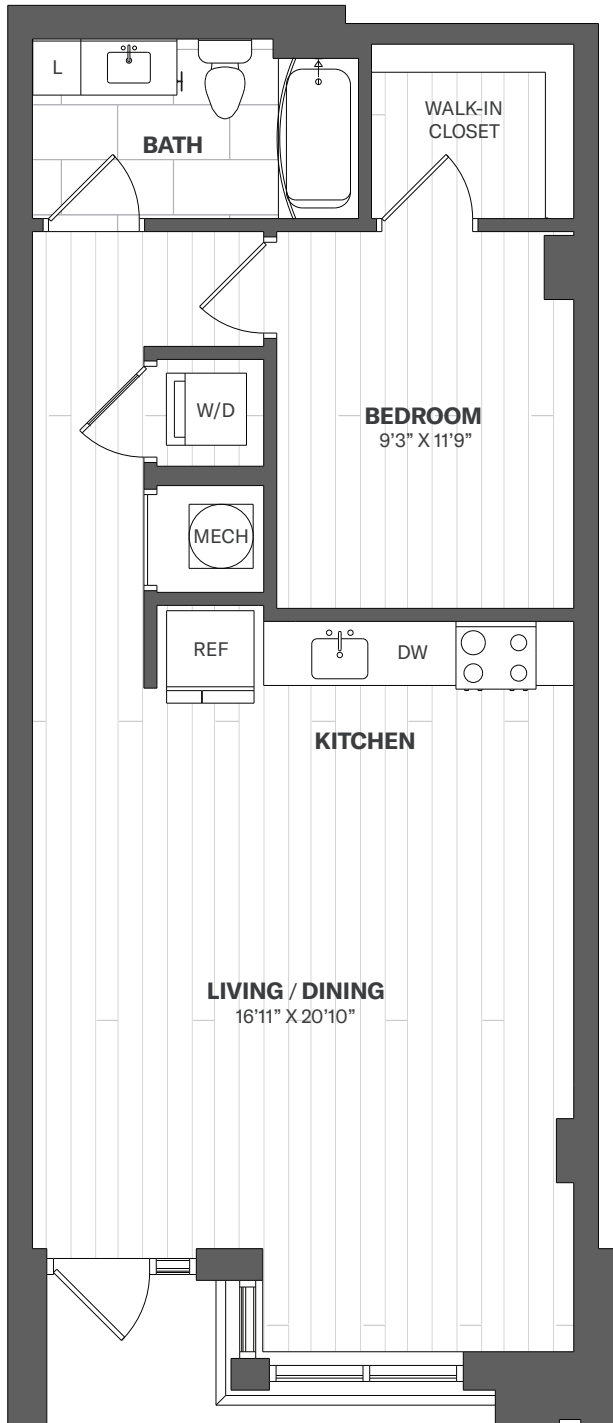 L
BATH
WALK-IN
CLOSET
W/D
BEDROOM
9’3” X 11’9”
MECH
REF
DW
KITCHEN
LIVING / DINING
16’11” X 20’10”